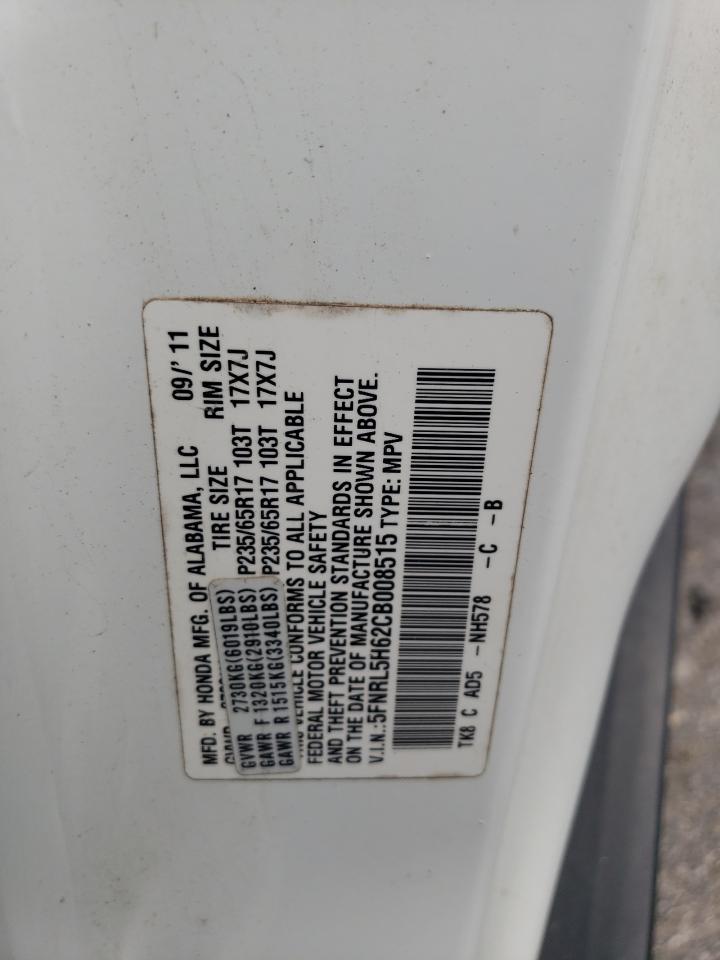 MFD. BY HONDA MFG. OF ALABAMA, LLC 09/'11
TIRE SIZE RIM SIZE
GVWR 2730KG(6019LBS)
GAWR F 1320KG(2910LBS) P235/65R17 103T 17X7J
GAWR R 1515KG(3340LBS) P235/65R17 103T 17X7J
THIS VEHICLE CONFORMS TO ALL APPLICABLE
FEDERAL MOTOR VEHICLE SAFETY
AND THEFT PREVENTION STANDARDS IN EFFECT
ON THE DATE OF MANUFACTURE SHOWN ABOVE.
V.I.N.:5FNRL5H62CB008515 TYPE: MPV
TK8 C AD5 -NH578 -C -B